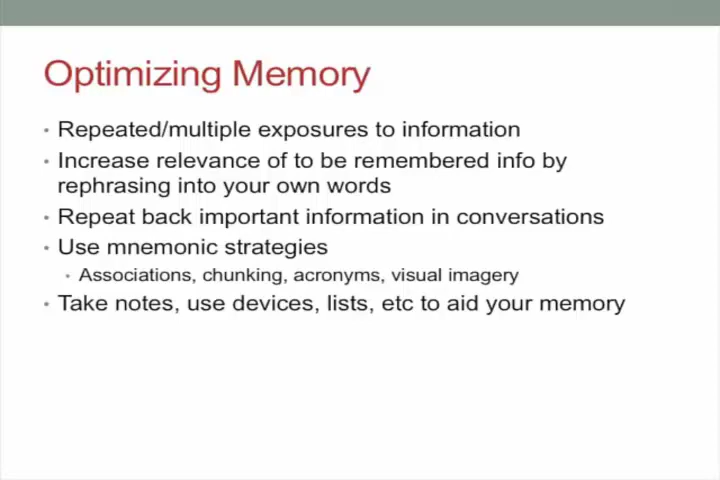 Optimizing Memory
• Repeated/multiple exposures to information
• Increase relevance of to be remembered info by
rephrasing into your own words
• Repeat back important information in conversations
• Use mnemonic strategies
• Associations, chunking, acronyms, visual imagery
• Take notes, use devices, lists, etc to aid your memory